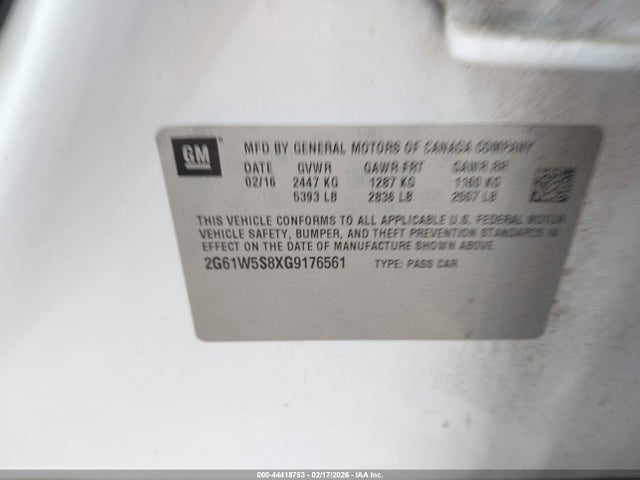 GM
MFD BY GENERAL MOTORS OF CANADA COMPANY
DATE GVWR GAWR FRT GAWR RR
02/16 2447 KG 1287 KG 1160 KG
5393 LB 2836 LB 2557 LB
THIS VEHICLE CONFORMS TO ALL APPLICABLE U.S. FEDERAL MOTOR
VEHICLE SAFETY, BUMPER, AND THEFT PREVENTION STANDARDS
IN EFFECT ON THE DATE OF MANUFACTURE SHOWN ABOVE.
2G61W5S8XG9176561 TYPE: PASS CAR
000-44418753 - 02/17/2026 - IAA Inc.